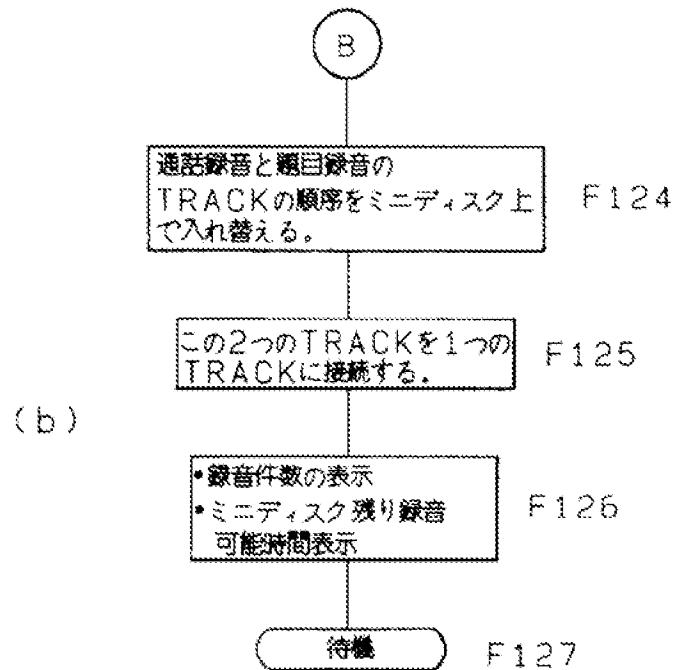 B
通話録音と題目録音の
TRACKの順序をミニディスク上
で入れ替える。
F124
この2つのTRACKを1つの
TRACKに接続する.
F125
(b)
•録音件数の表示
•ミニディスク残り録音
可能時間表示
F126
待機
F127